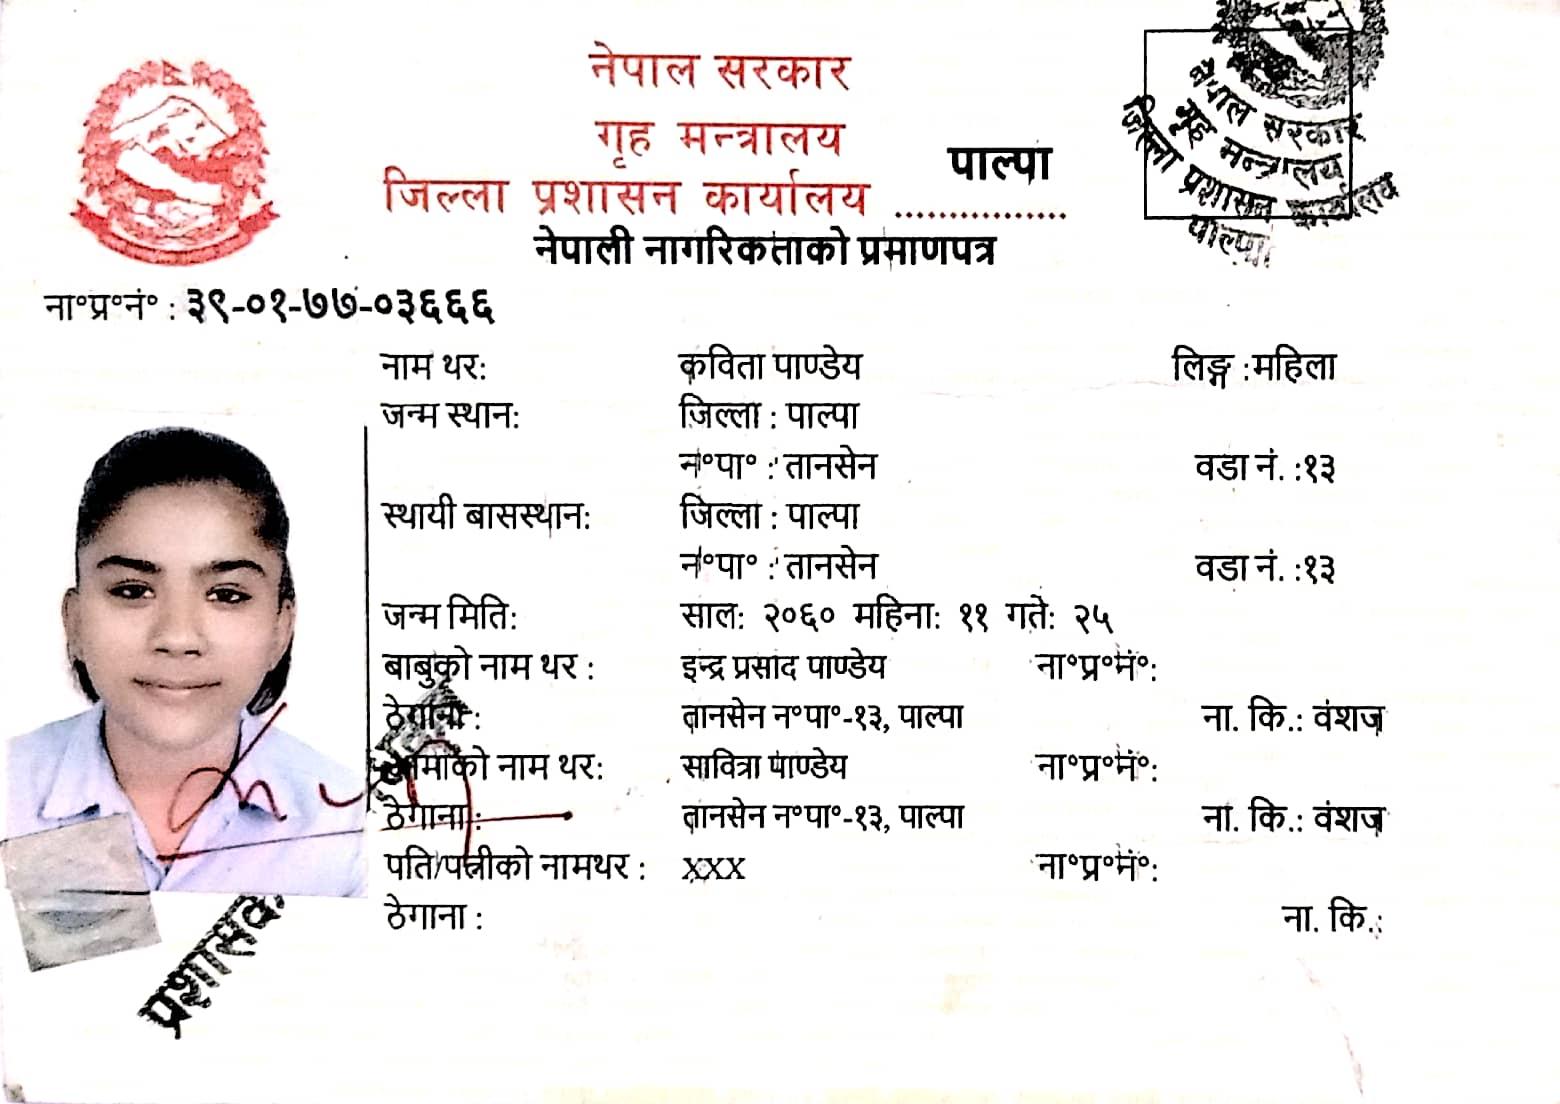 नेपाल सरकार
गृह मन्त्रालय
जिल्ला प्रशासन कार्यालय ................ पाल्पा
नेपाली नागरिकताको प्रमाणपत्र
नेपाल सरकार
गृह मन्त्रालय
जिल्ला प्रशासन कार्यालय
पाल्पा
ना॰प्र॰नं॰ : ३९-०१-७७-०३६६६
नाम थर: कविता पाण्डेय लिङ्ग :महिला
जन्म स्थान: जिल्ला : पाल्पा
न॰पा॰ : तानसेन वडा नं. :१३
स्थायी बासस्थान: जिल्ला : पाल्पा
न॰पा॰ : तानसेन वडा नं. :१३
जन्म मिति: साल: २०६० महिना: ११ गते: २५
बाबुको नाम थर : इन्द्र प्रसाद पाण्डेय ना॰प्र॰नं॰:
ठेगाना : तानसेन न॰पा॰-१३, पाल्पा ना. कि.: वंशज
आमाको नाम थर: सावित्रा पाण्डेय ना॰प्र॰नं॰:
ठेगाना : तानसेन न॰पा॰-१३, पाल्पा ना. कि.: वंशज
पति/पत्नीको नामथर : xxx ना॰प्र॰नं॰:
ठेगाना : ना. कि.: